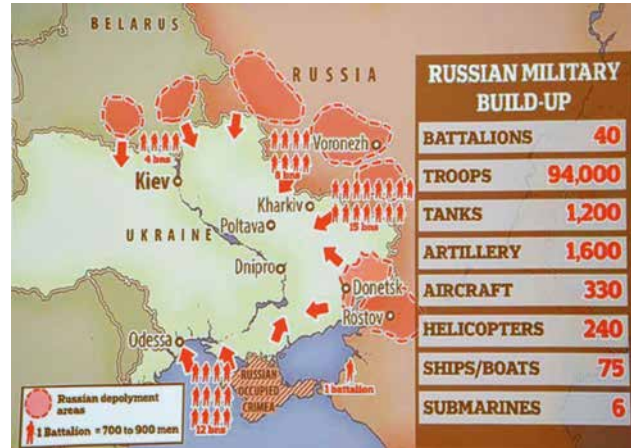 BELARUS
RUSSIA
4 bns
Voronezh
Kiev
Kharkiv
15 bns
Poltava
UKRAINE
Dnipro
Donetsk
Rostov
Odessa
RUSSIAN
OCCUPIED
CRIMEA
1 battalion
12 bns
Russian depolyment
areas
1 Battalion = 700 to 900 men
RUSSIAN MILITARY
BUILD-UP
BATTALIONS 40
TROOPS 94,000
TANKS 1,200
ARTILLERY 1,600
AIRCRAFT 330
HELICOPTERS 240
SHIPS/BOATS 75
SUBMARINES 6